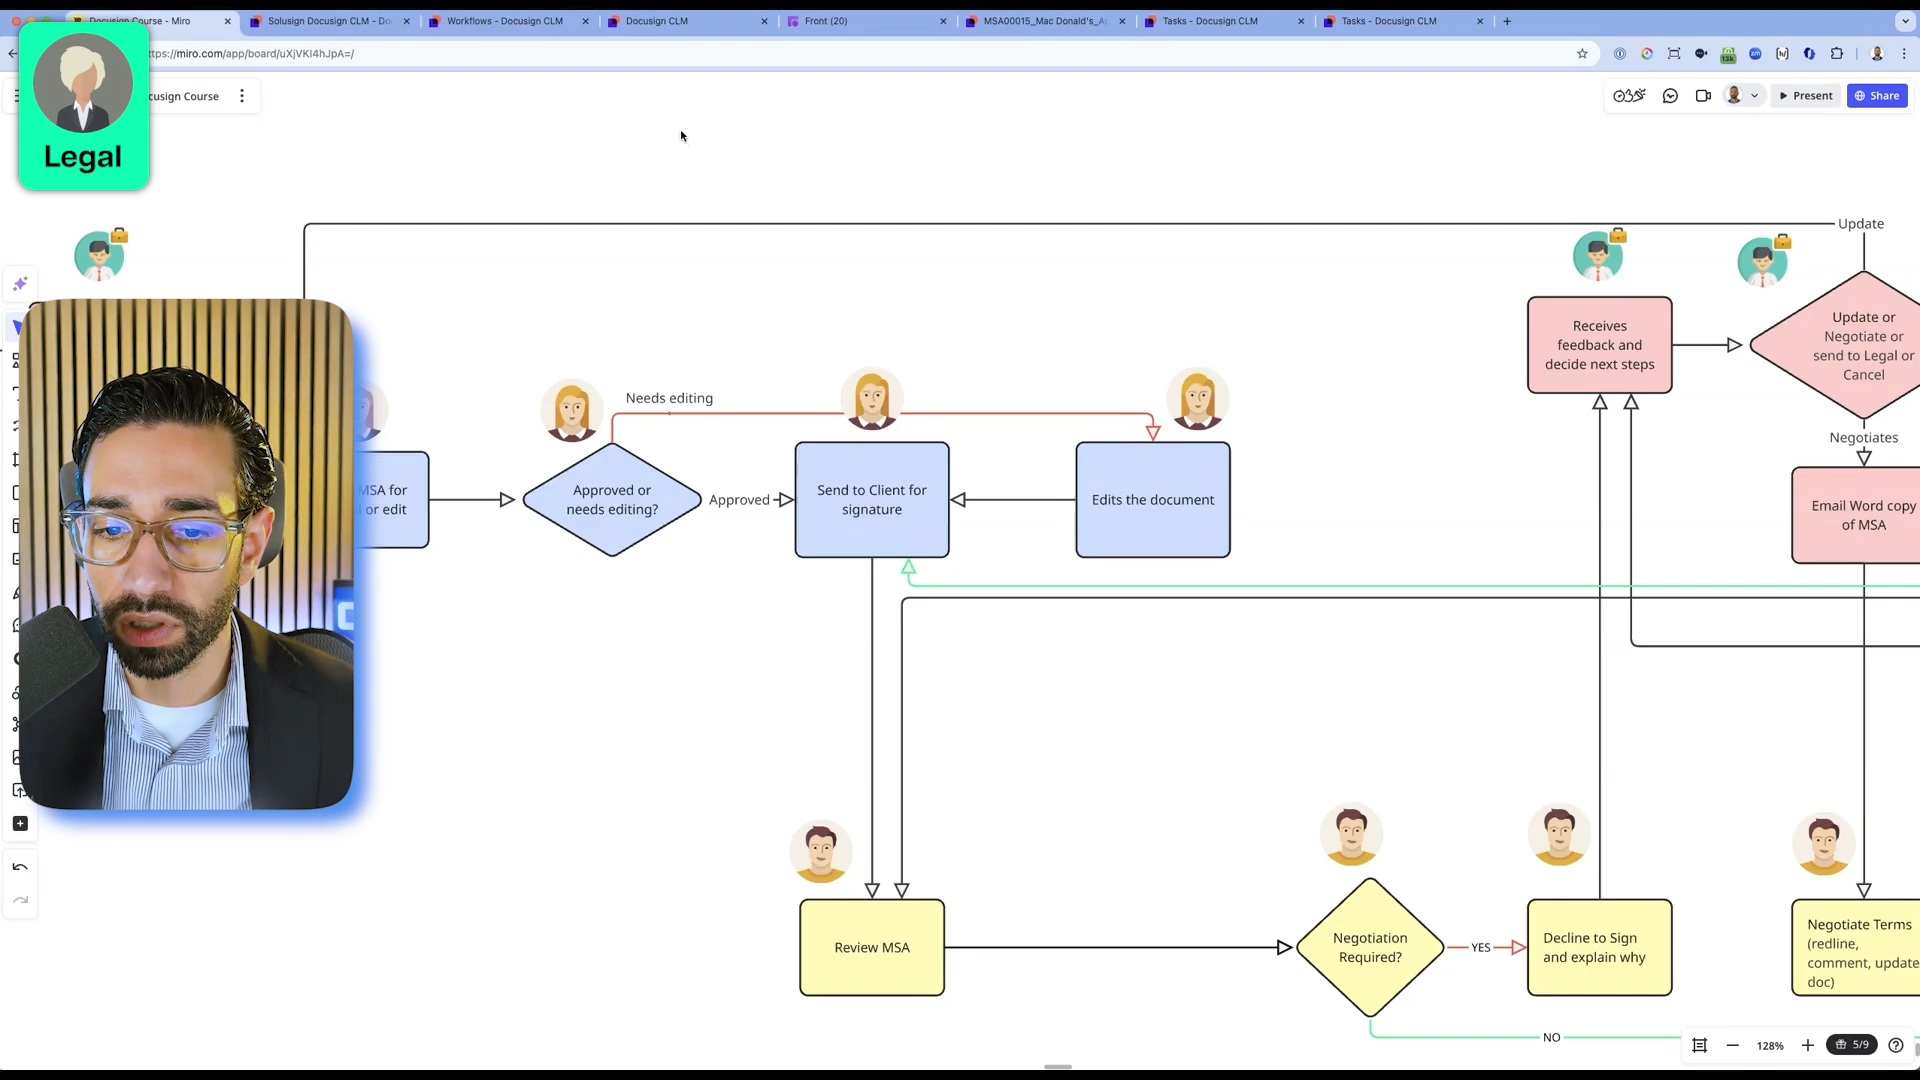 Docusign Course - Miro
Solusign Docusign CLM - Do
Workflows - Docusign CLM
Docusign CLM
Front (20)
MSA00015_Mac Donald's_A
Tasks - Docusign CLM
Tasks - Docusign CLM
ttps://miro.com/app/board/uXjVKI4hJpA=/
13k
Legal
cusign Course
Present
Share
Update
Receives
feedback and
decide next steps
Update or
Negotiate or
send to Legal or
Cancel
Needs editing
MSA for
or edit
Approved or
needs editing?
Approved
Send to Client for
signature
Edits the document
Negotiates
Email Word copy
of MSA
Review MSA
Negotiation
Required?
YES
Decline to Sign
and explain why
Negotiate Terms
(redline,
comment, update
doc)
NO
128%
5/9